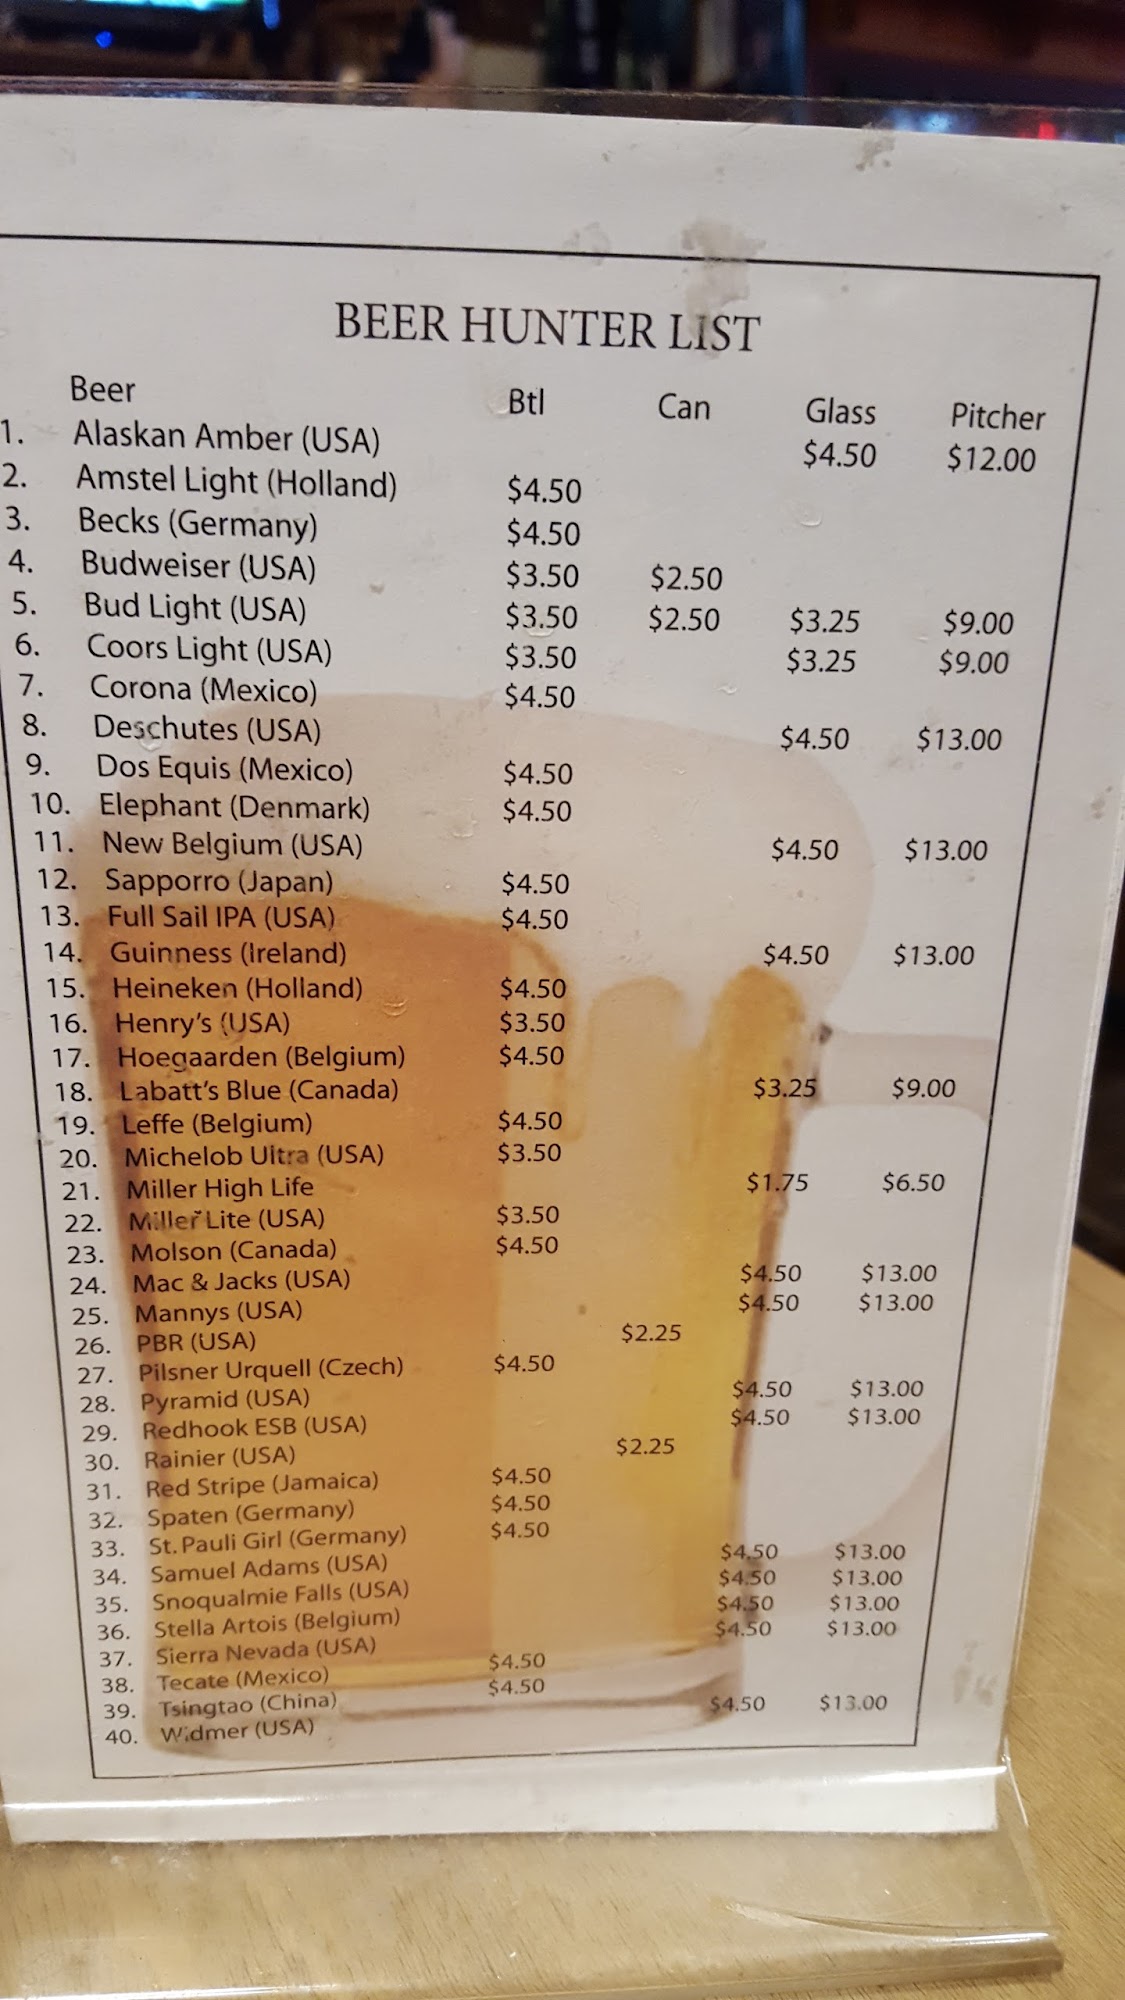 BEER HUNTER LIST
Beer Btl Can Glass Pitcher
1. Alaskan Amber (USA) $4.50 $12.00
2. Amstel Light (Holland) $4.50
3. Becks (Germany) $4.50
4. Budweiser (USA) $3.50 $2.50
5. Bud Light (USA) $3.50 $2.50 $3.25 $9.00
6. Coors Light (USA) $3.50 $3.25 $9.00
7. Corona (Mexico) $4.50
8. Deschutes (USA) $4.50 $13.00
9. Dos Equis (Mexico) $4.50
10. Elephant (Denmark) $4.50
11. New Belgium (USA) $4.50 $13.00
12. Sapporro (Japan) $4.50
13. Full Sail IPA (USA) $4.50
14. Guinness (Ireland) $4.50 $13.00
15. Heineken (Holland) $4.50
16. Henry's (USA) $3.50
17. Hoegaarden (Belgium) $4.50
18. Labatt's Blue (Canada) $3.25 $9.00
19. Leffe (Belgium) $4.50
20. Michelob Ultra (USA) $3.50
21. Miller High Life $1.75 $6.50
22. Miller Lite (USA) $3.50
23. Molson (Canada) $4.50
24. Mac & Jacks (USA) $4.50 $13.00
25. Mannys (USA) $4.50 $13.00
26. PBR (USA) $2.25
27. Pilsner Urquell (Czech) $4.50
28. Pyramid (USA) $4.50 $13.00
29. Redhook ESB (USA) $4.50 $13.00
30. Rainier (USA) $2.25
31. Red Stripe (Jamaica) $4.50
32. Spaten (Germany) $4.50
33. St. Pauli Girl (Germany) $4.50
34. Samuel Adams (USA) $4.50 $13.00
35. Snoqualmie Falls (USA) $4.50 $13.00
36. Stella Artois (Belgium) $4.50 $13.00
37. Sierra Nevada (USA) $4.50 $13.00
38. Tecate (Mexico) $4.50
39. Tsingtao (China) $4.50
40. Widmer (USA) $4.50 $13.00